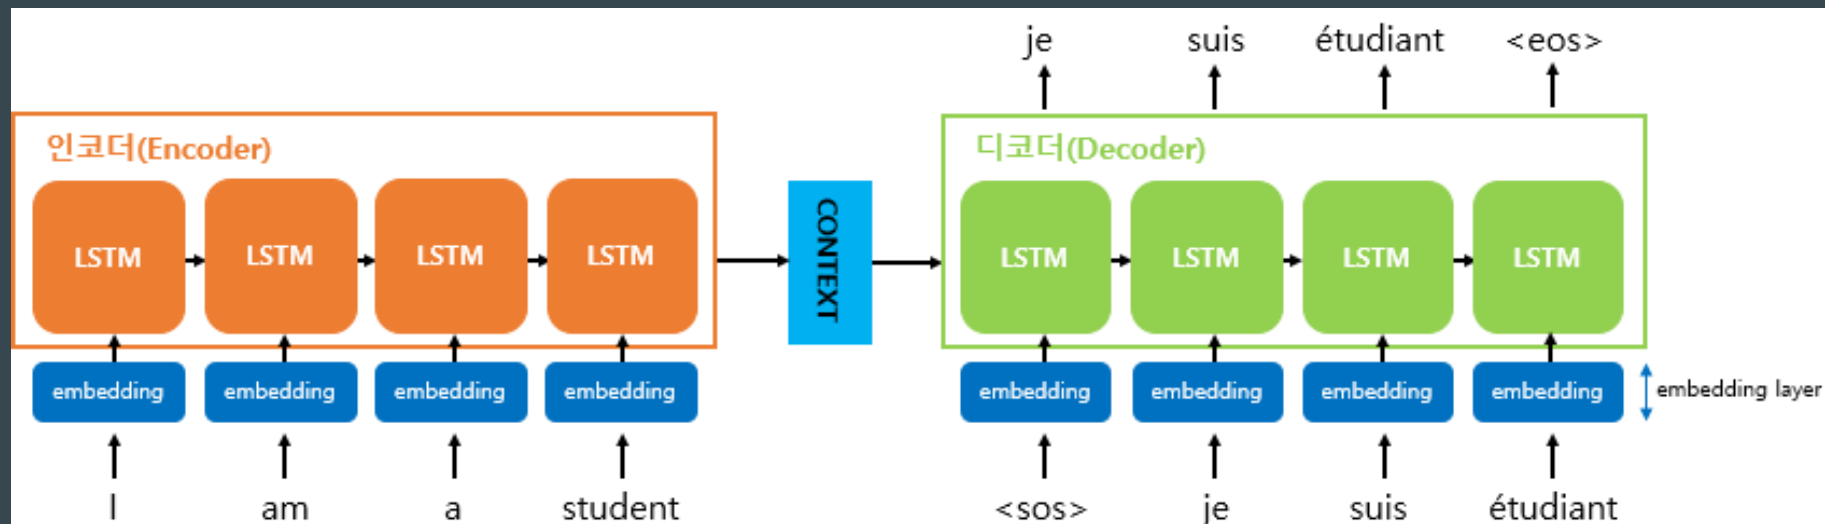 je suis étudiant <eos>
인코더(Encoder)
디코더(Decoder)
LSTM LSTM LSTM LSTM
CONTEXT
LSTM LSTM LSTM LSTM
embedding embedding embedding embedding
embedding embedding embedding embedding
embedding layer
I am a student
<sos> je suis étudiant